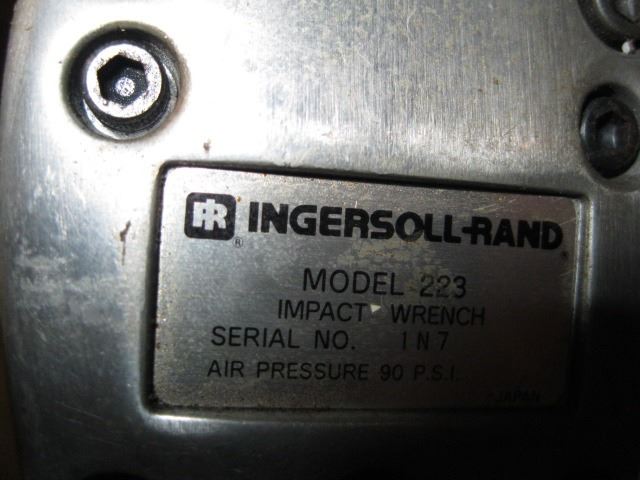 IR® INGERSOLL-RAND®
MODEL 223
IMPACT WRENCH
SERIAL NO. 1N7
AIR PRESSURE 90 P.S.I.
JAPAN